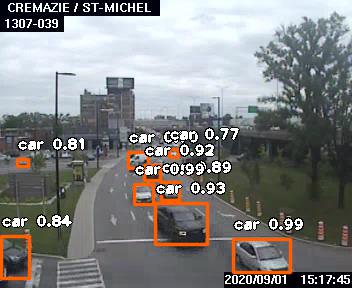 CREMAZIE / ST-MICHEL
1307-039
car 0.77
car 0.81
car 0.92
car 0.99
.89
car 0.93
car 0.84
car 0.99
2020/09/01 15:17:45